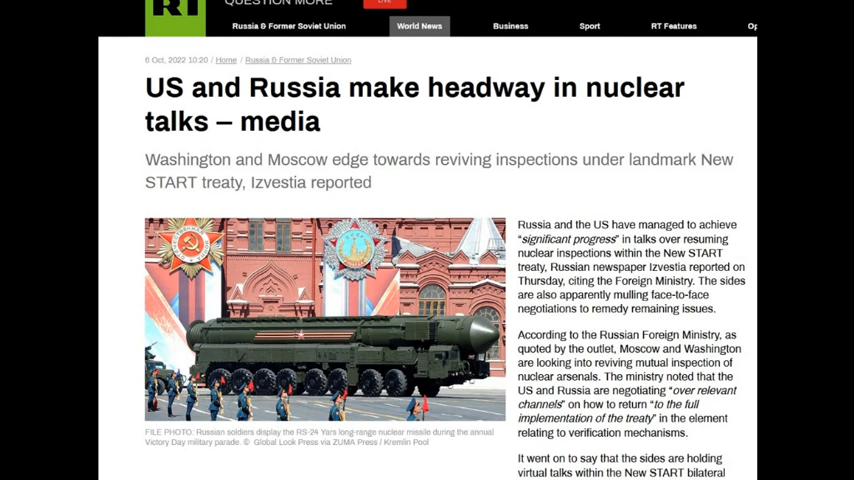 RT
QUESTION MORE
LIVE
Russia & Former Soviet Union
World News
Business
Sport
RT Features
6 Oct, 2022 10:20 / Home / Russia & Former Soviet Union
US and Russia make headway in nuclear
talks – media
Washington and Moscow edge towards reviving inspections under landmark New
START treaty, Izvestia reported
Russia and the US have managed to achieve
“significant progress” in talks over resuming
nuclear inspections within the New START
treaty, Russian newspaper Izvestia reported on
Thursday, citing the Foreign Ministry. The sides
are also apparently mulling face-to-face
negotiations to remedy remaining issues.
According to the Russian Foreign Ministry, as
quoted by the outlet, Moscow and Washington
are looking into reviving mutual inspection of
nuclear arsenals. The ministry noted that the
US and Russia are negotiating “over relevant
channels” on how to return “to the full
implementation of the treaty” in the element
relating to verification mechanisms.
It went on to say that the sides are holding
virtual talks within the New START bilateral
FILE PHOTO: Russian soldiers display the RS-24 Yars long-range nuclear missile during the annual
Victory Day military parade. © Global Look Press via ZUMA Press / Kremlin Pool